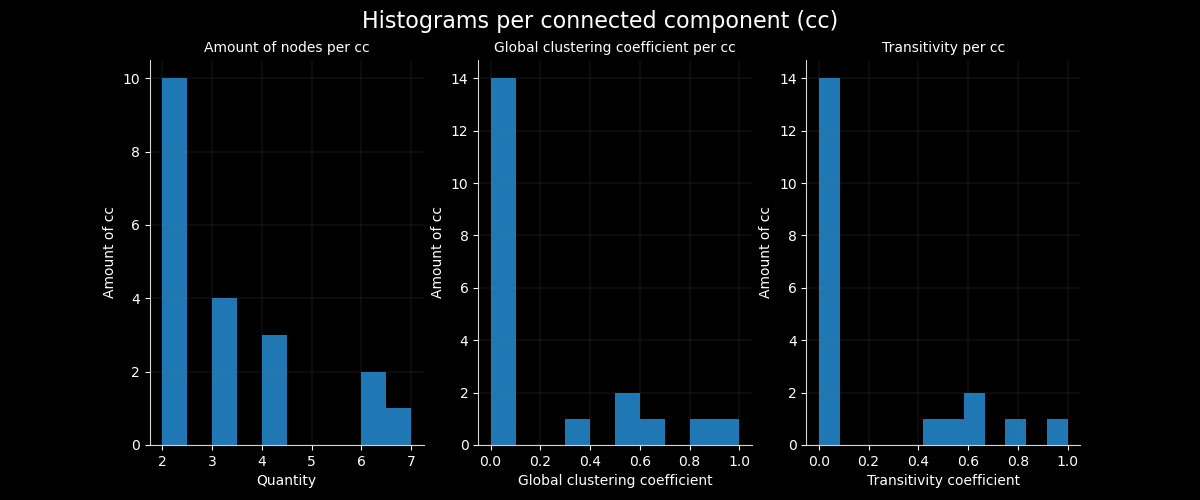 Histograms per connected component (cc)
Amount of nodes per cc
Global clustering coefficient per cc
Transitivity per cc
10
8
6
4
2
0
Amount of cc
2 3 4 5 6 7
Quantity
14
12
10
8
6
4
2
0
Amount of cc
0.0 0.2 0.4 0.6 0.8 1.0
Global clustering coefficient
14
12
10
8
6
4
2
0
Amount of cc
0.0 0.2 0.4 0.6 0.8 1.0
Transitivity coefficient